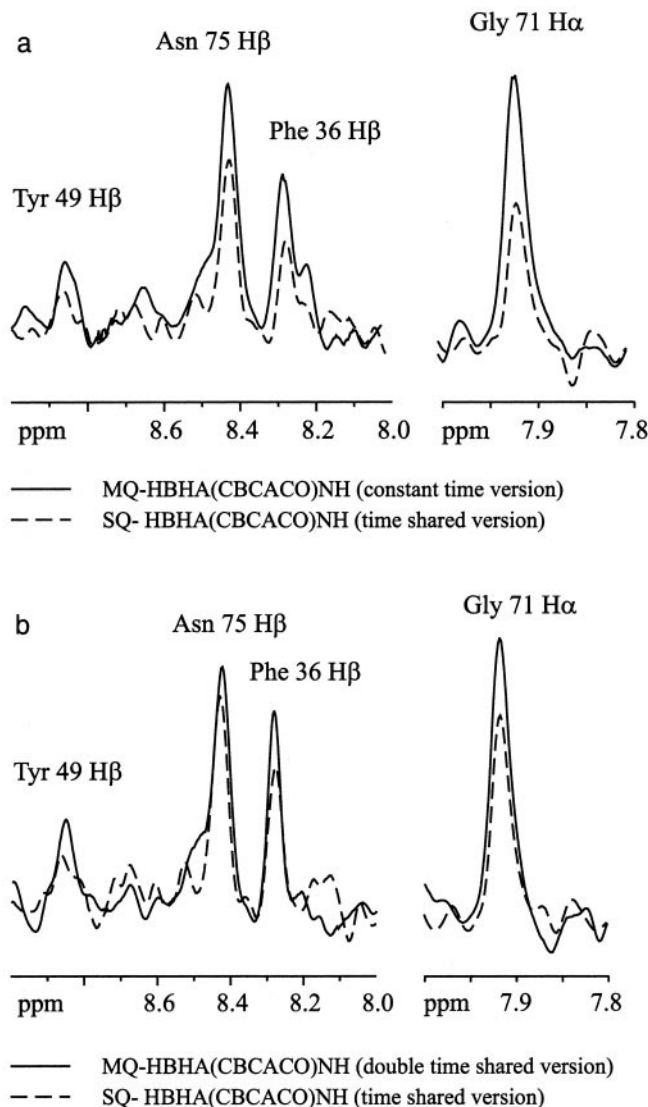 a
Asn 75 Hβ
Gly 71 Hα
Phe 36 Hβ
Tyr 49 Hβ
ppm 8.6 8.4 8.2 8.0
ppm 7.9 7.8
MQ-HBHA(CBCACO)NH (constant time version)
SQ- HBHA(CBCACO)NH (time shared version)
b
Asn 75 Hβ
Gly 71 Hα
Phe 36 Hβ
Tyr 49 Hβ
ppm 8.6 8.4 8.2 8.0
ppm 7.9 7.8
MQ-HBHA(CBCACO)NH (double time shared version)
SQ- HBHA(CBCACO)NH (time shared version)